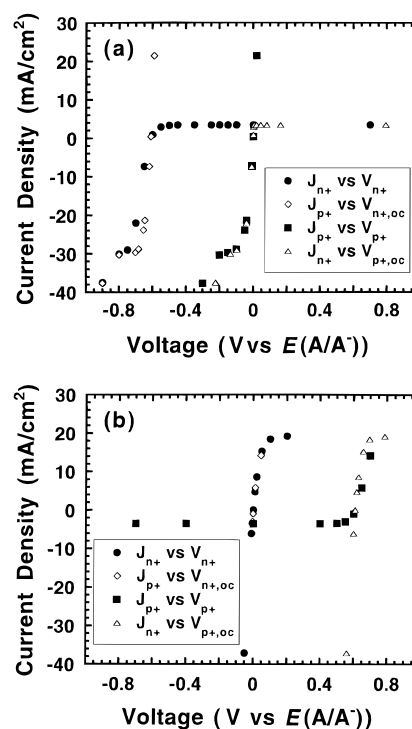 (a)
Current Density (mA/cm²)
30
20
10
0
-10
-20
-30
-40
J_n+ vs V_n+
J_p+ vs V_n+,oc
J_p+ vs V_p+
J_n+ vs V_p+,oc
-0.8 -0.4 0 0.4 0.8
Voltage (V vs E(A/A⁻))
(b)
Current Density (mA/cm²)
30
20
10
0
-10
-20
-30
-40
J_n+ vs V_n+
J_p+ vs V_n+,oc
J_p+ vs V_p+
J_n+ vs V_p+,oc
-0.8 -0.4 0 0.4 0.8
Voltage (V vs E(A/A⁻))